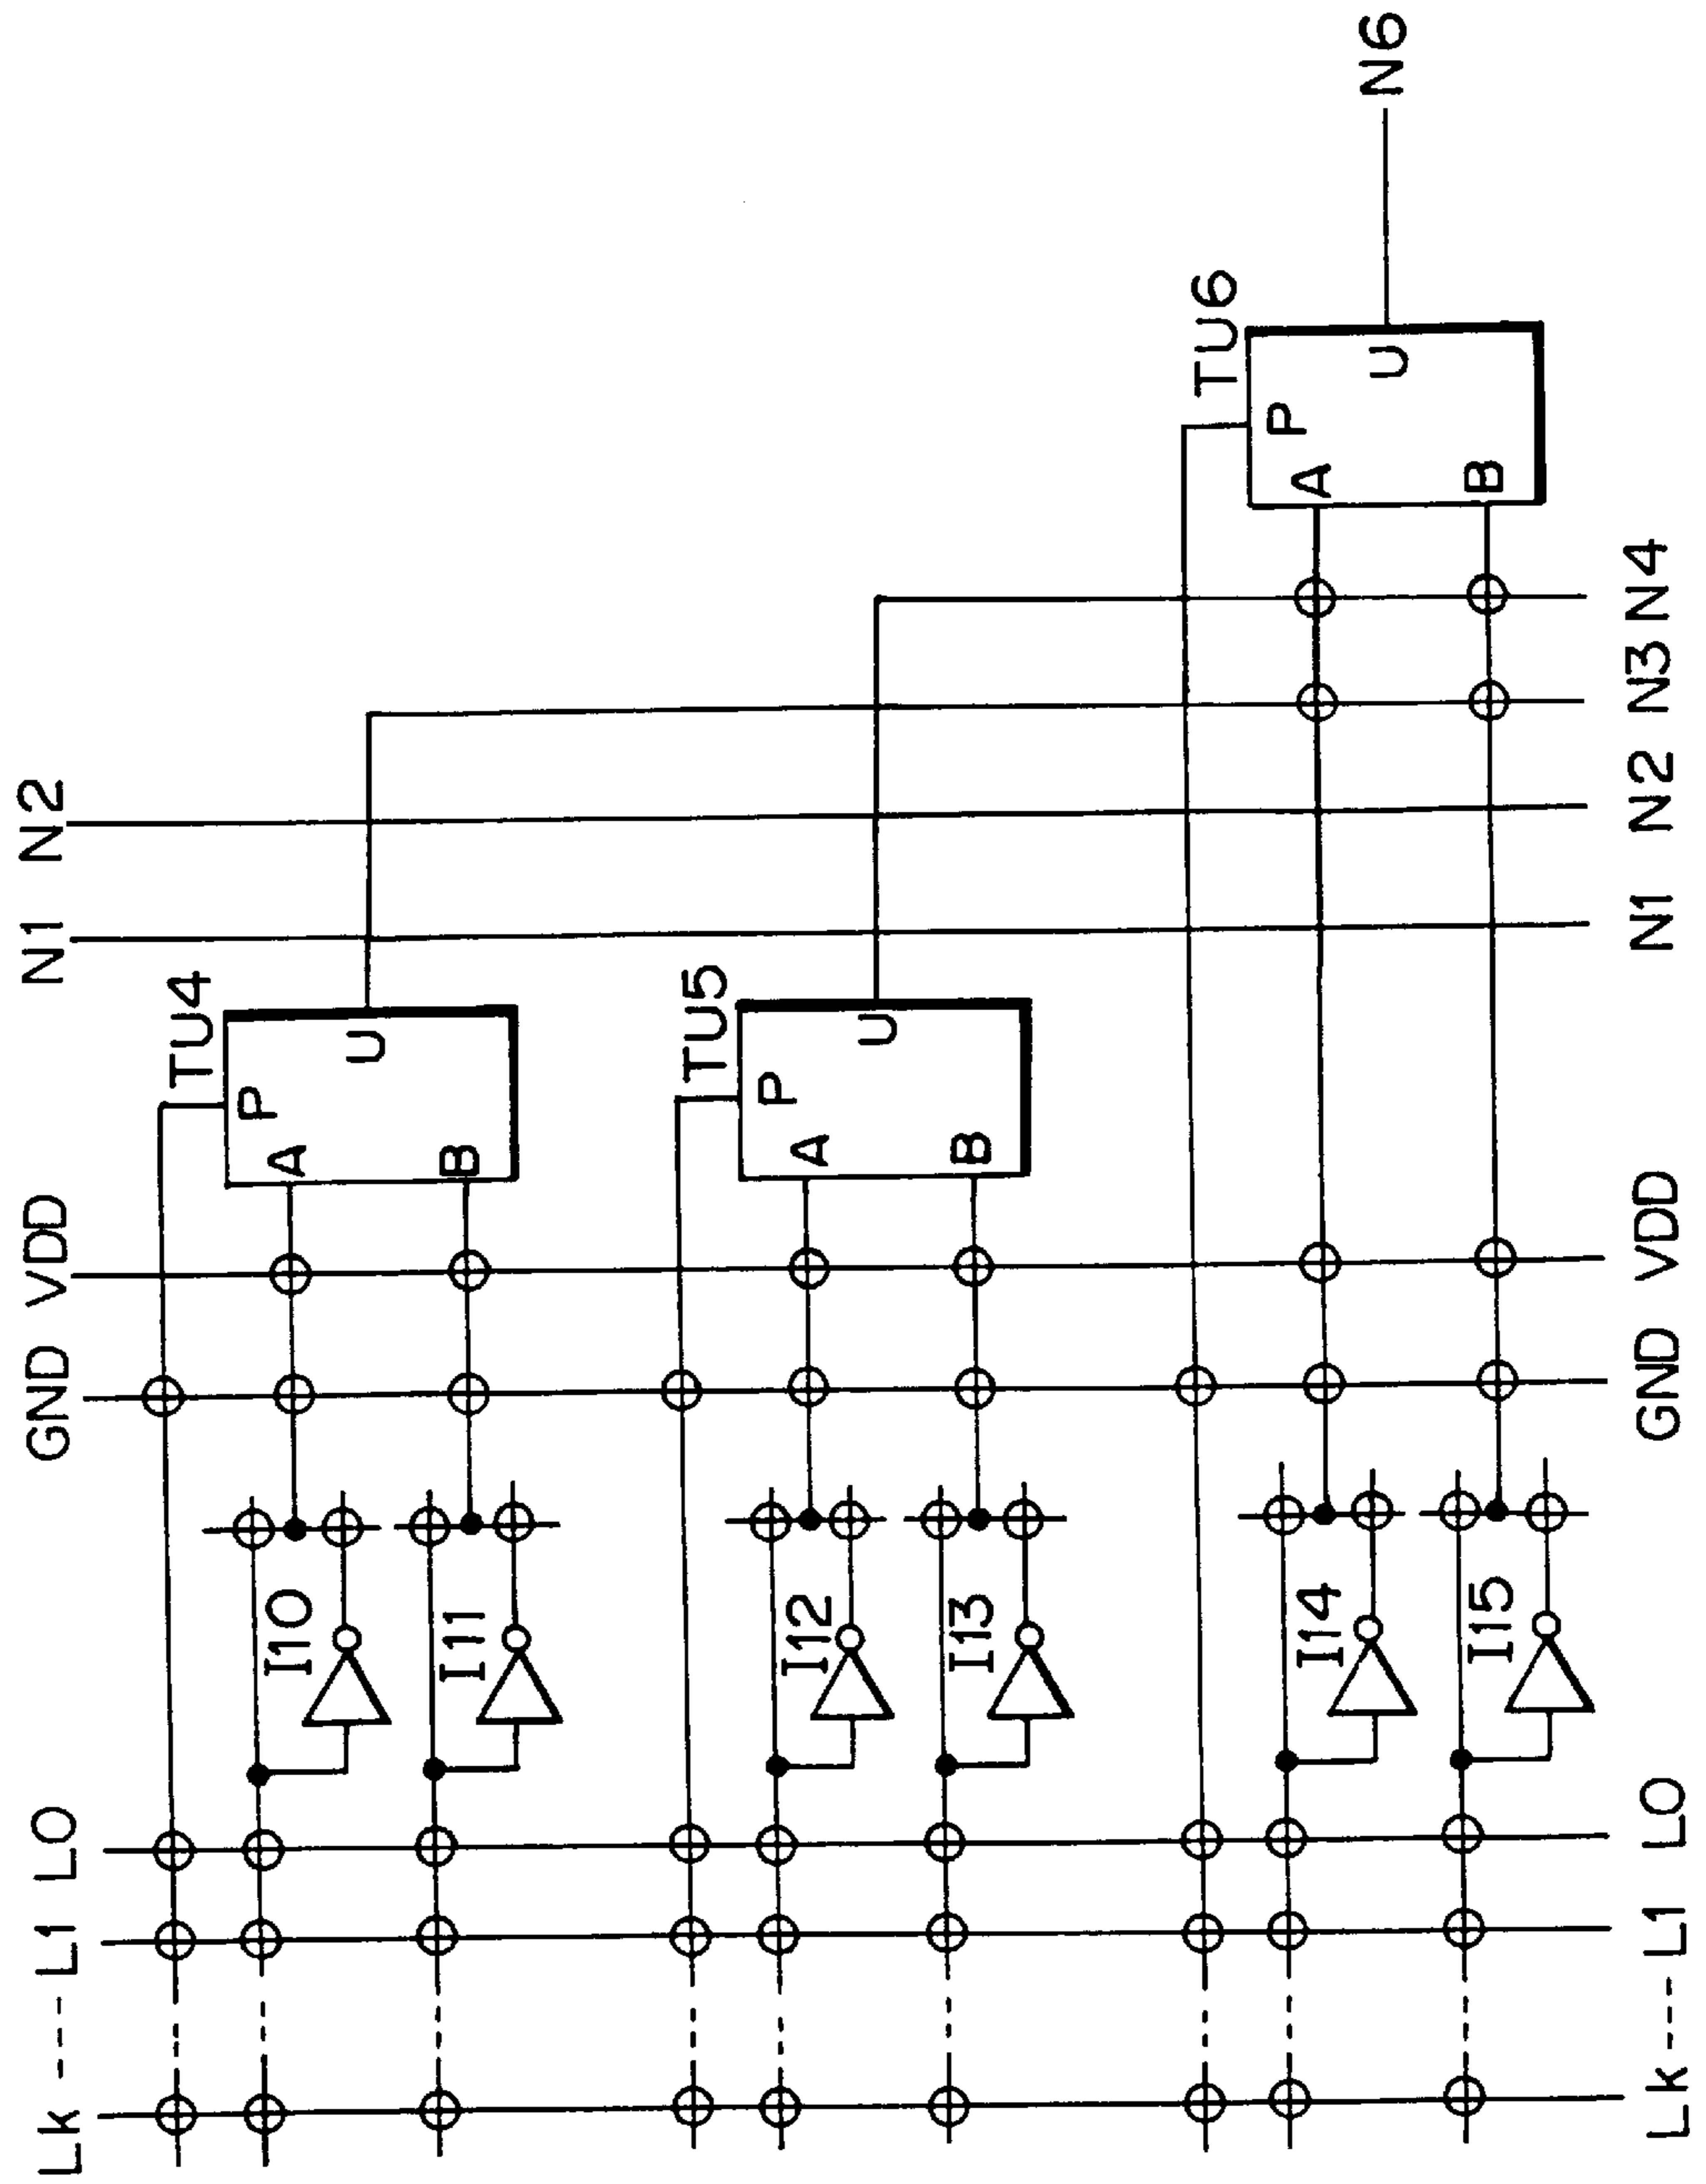 Lk --- L1 L0 GND VDD N1 N2
TU4
P
A
U
B
I10
I11
TU5
P
A
U
B
I12
I13
TU6
P
A
U
B
N6
I14
I15
Lk --- L1 L0 GND VDD N1 N2 N3 N4